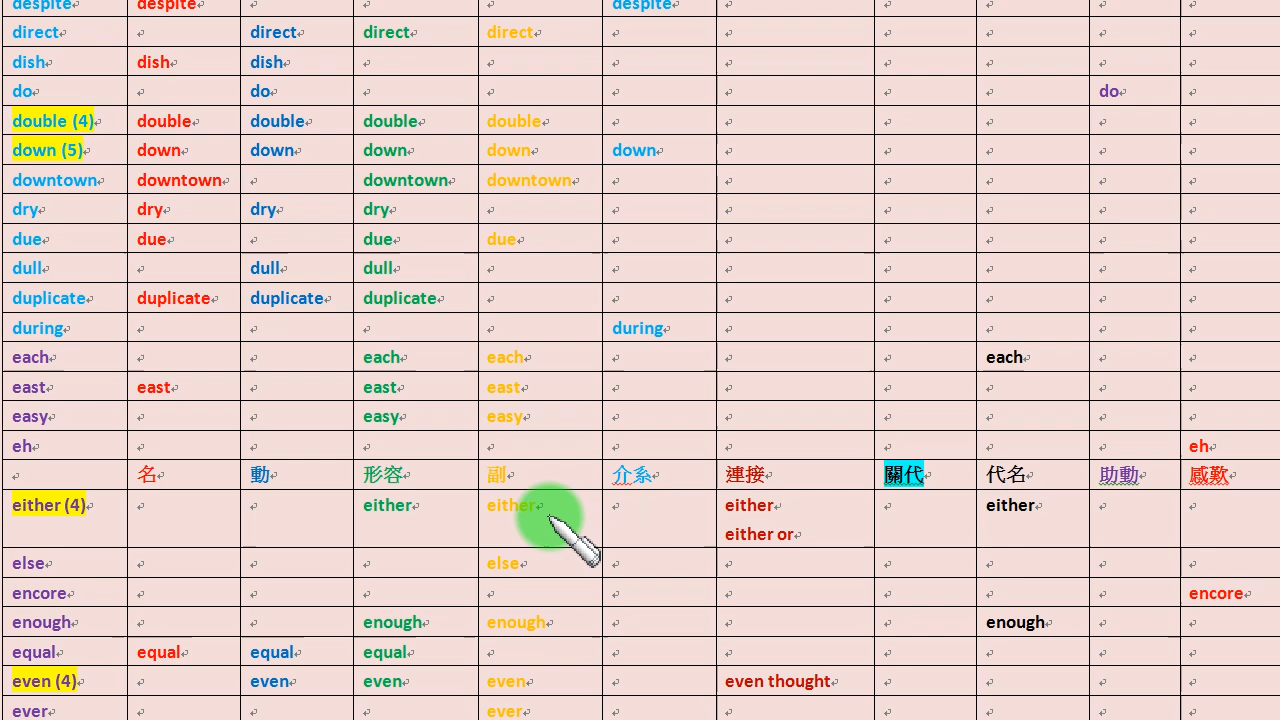 despite despite despite
direct direct direct direct
dish dish dish
do do do
double (4) double double double double
down (5) down down down down down
downtown downtown downtown downtown
dry dry dry dry
due due due due
dull dull dull
duplicate duplicate duplicate duplicate
during during
each each each each
east east east east
easy easy easy
eh eh
名 動 形容 副 介系 連接 關代 代名 助動 感歎
either (4) either either either either
either or
else else
encore encore
enough enough enough enough
equal equal equal equal
even (4) even even even even thought
ever ever